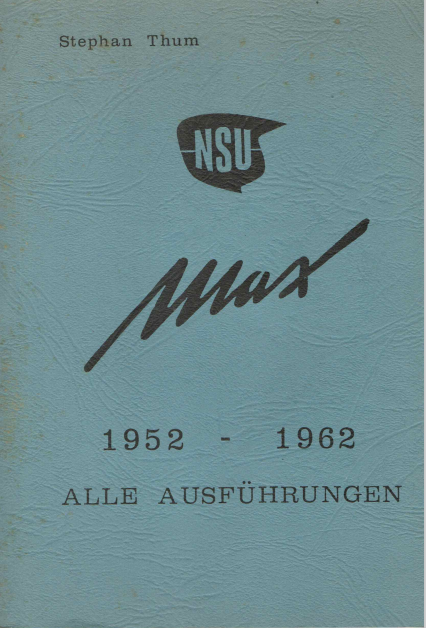 Stephan Thum
NSU
Max
1952 - 1962
ALLE AUSFÜHRUNGEN